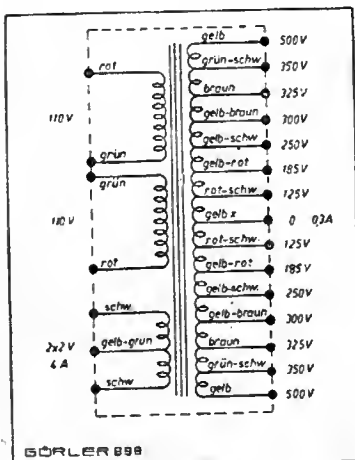 gelb 500V
rot grün-schw. 350V
braun 325V
110V gelb-braun 300V
gelb-schw. 250V
grün gelb-rot 185V
grün rot-schw. 125V
gelb x 0 0,3A
110V rot-schw. 125V
rot gelb-rot 185V
gelb-schw. 250V
schw. gelb-braun 300V
gelb-grün braun 325V
2x2V
4A
schw. grün-schw. 350V
gelb 500V
GÖRLER 898